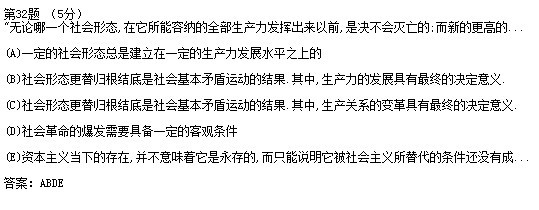 第32题 （5分）
“无论哪一个社会形态,在它所能容纳的全部生产力发挥出来以前,是决不会灭亡的;而新的更高的...
(A)一定的社会形态总是建立在一定的生产力发展水平之上的
(B)社会形态更替归根结底是社会基本矛盾运动的结果.其中,生产力的发展具有最终的决定意义.
(C)社会形态更替归根结底是社会基本矛盾运动的结果.其中,生产关系的变革具有最终的决定意义.
(D)社会革命的爆发需要具备一定的客观条件
(E)资本主义当下的存在,并不意味着它是永存的,而只能说明它被社会主义所替代的条件还没有成...
答案: ABDE